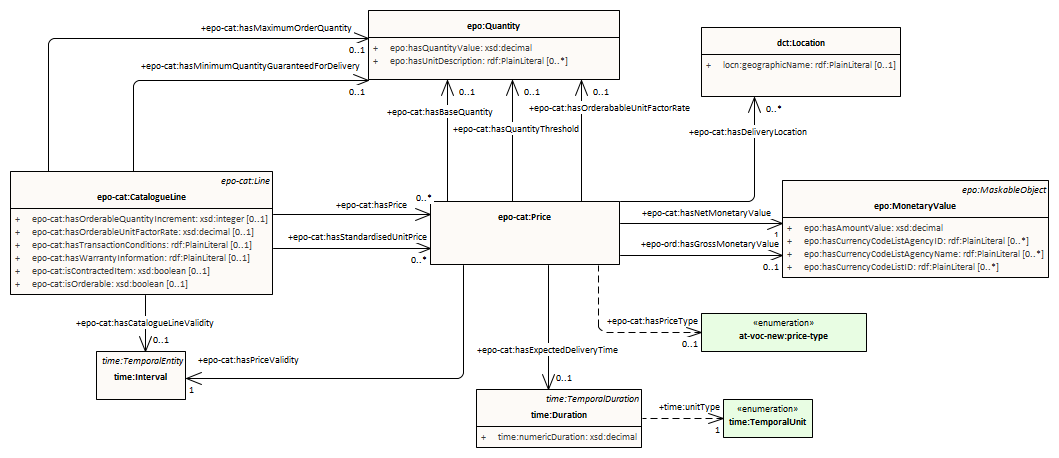 +epo-cat:hasMaximumOrderQuantity
0..1
+epo-cat:hasMinimumQuantityGuaranteedForDelivery
0..1
epo:Quantity
+ epo:hasQuantityValue: xsd:decimal
+ epo:hasUnitDescription: rdf:PlainLiteral [0..*]
dct:Location
+ locn:geographicName: rdf:PlainLiteral [0..1]
0..1
0..1
0..1
+epo-cat:hasBaseQuantity
+epo-cat:hasOrderabableUnitFactorRate
+epo-cat:hasQuantityThreshold
0..*
+epo-cat:hasDeliveryLocation
epo-cat:Line
epo-cat:CatalogueLine
+ epo-cat:hasOrderableQuantityIncrement: xsd:integer [0..1]
+ epo-cat:hasOrderableUnitFactorRate: xsd:decimal [0..1]
+ epo-cat:hasTransactionConditions: rdf:PlainLiteral [0..1]
+ epo-cat:hasWarrantyInformation: rdf:PlainLiteral [0..1]
+ epo-cat:isContractedItem: xsd:boolean [0..1]
+ epo-cat:isOrderable: xsd:boolean [0..1]
+epo-cat:hasPrice
0..*
+epo-cat:hasStandardisedUnitPrice
0..*
epo-cat:Price
+epo-cat:hasNetMonetaryValue
1
+epo-ord:hasGrossMonetaryValue
0..1
epo:MaskableObject
epo:MonetaryValue
+ epo:hasAmountValue: xsd:decimal
+ epo:hasCurrencyCodeListAgencyID: rdf:PlainLiteral [0..*]
+ epo:hasCurrencyCodeListAgencyName: rdf:PlainLiteral [0..*]
+ epo:hasCurrencyCodeListID: rdf:PlainLiteral [0..*]
+epo-cat:hasCatalogueLineValidity
0..1
time:TemporalEntity
time:Interval
+epo-cat:hasPriceValidity
1
+epo-cat:hasExpectedDeliveryTime
0..1
+epo-cat:hasPriceType
0..1
«enumeration»
at-voc-new:price-type
time:TemporalDuration
time:Duration
+ time:numericDuration: xsd:decimal
+time:unitType
1
«enumeration»
time:TemporalUnit